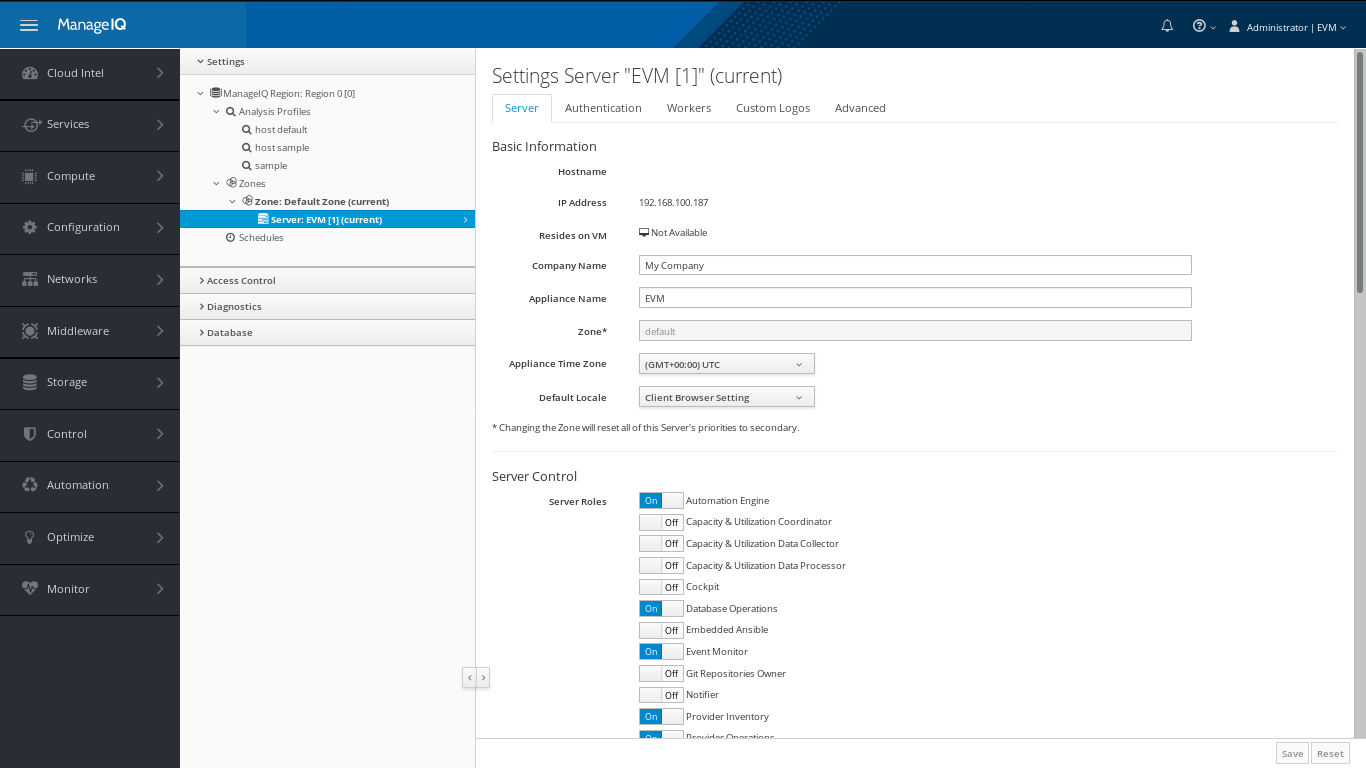 ManageIQ
Administrator | EVM
Cloud Intel
Services
Compute
Configuration
Networks
Middleware
Storage
Control
Automation
Optimize
Monitor
Settings
ManageIQ Region: Region 0 [0]
Analysis Profiles
host default
host sample
sample
Zones
Zone: Default Zone (current)
Server: EVM [1] (current)
Schedules
Access Control
Diagnostics
Database
Settings Server "EVM [1]" (current)
Server Authentication Workers Custom Logos Advanced
Basic Information
Hostname
IP Address 192.168.100.187
Resides on VM Not Available
Company Name My Company
Appliance Name EVM
Zone* default
Appliance Time Zone (GMT+00:00) UTC
Default Locale Client Browser Setting
* Changing the Zone will reset all of this Server's priorities to secondary.
Server Control
Server Roles On Automation Engine
Off Capacity & Utilization Coordinator
Off Capacity & Utilization Data Collector
Off Capacity & Utilization Data Processor
Off Cockpit
On Database Operations
Off Embedded Ansible
On Event Monitor
Off Git Repositories Owner
Off Notifier
On Provider Inventory
On Provider Operations
Save Reset